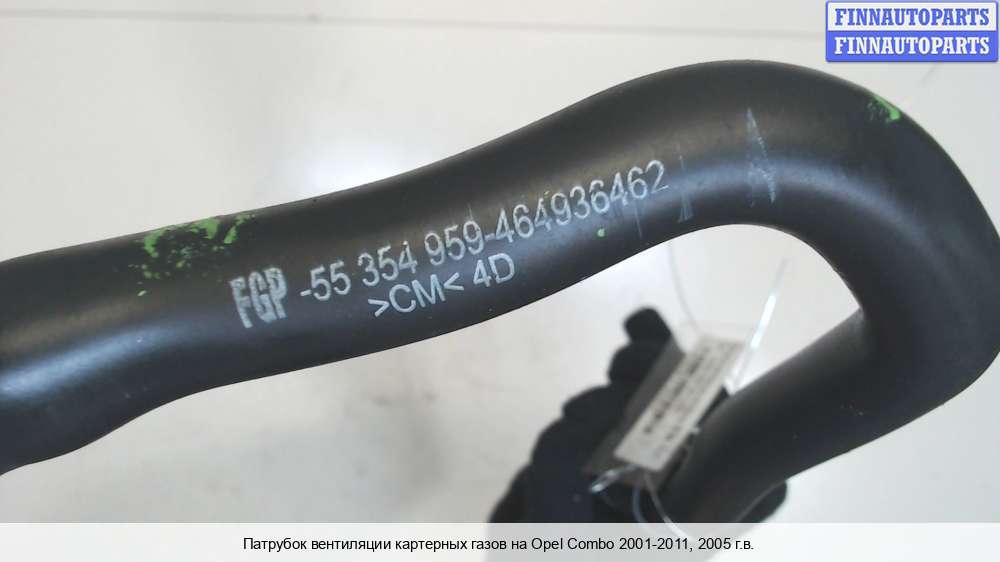 FINNAUTOPARTS
FINNAUTOPARTS
FGP -55 354 959-464936462
>CM< 4D
Патрубок вентиляции картерных газов на Opel Combo 2001-2011, 2005 г.в.